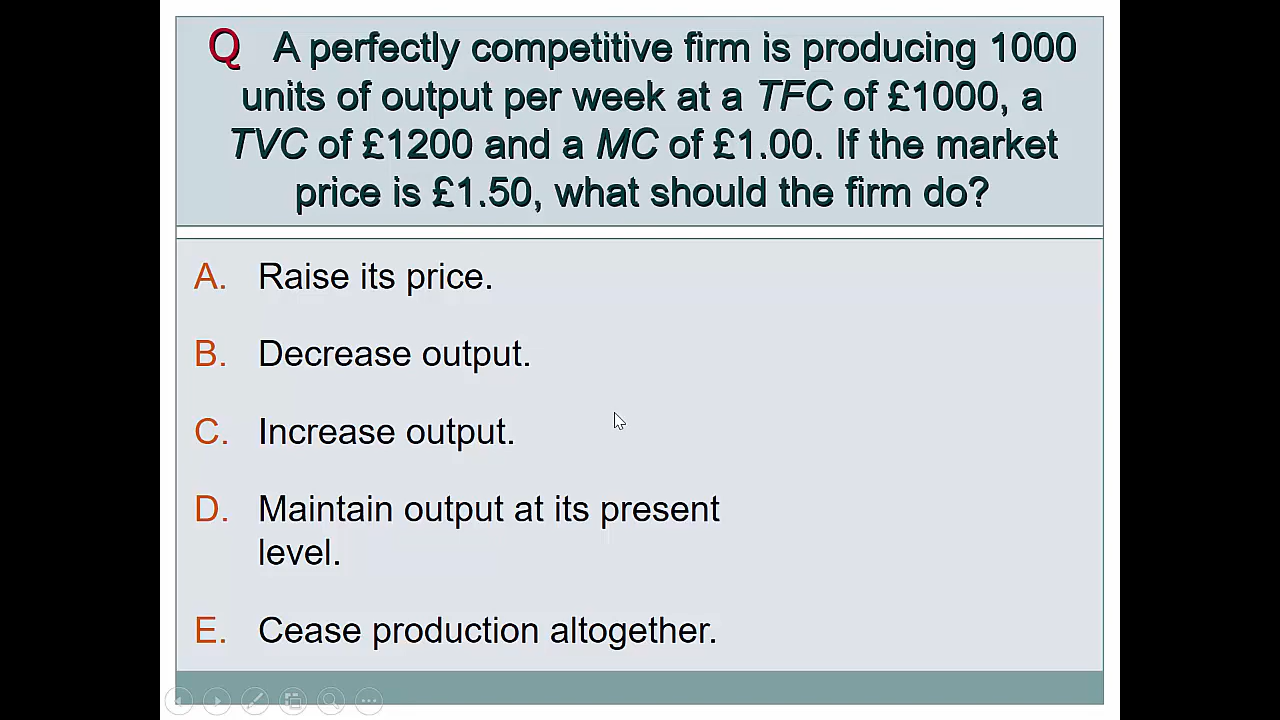 Q A perfectly competitive firm is producing 1000
units of output per week at a TFC of £1000, a
TVC of £1200 and a MC of £1.00. If the market
price is £1.50, what should the firm do?
A. Raise its price.
B. Decrease output.
C. Increase output.
D. Maintain output at its present
level.
E. Cease production altogether.